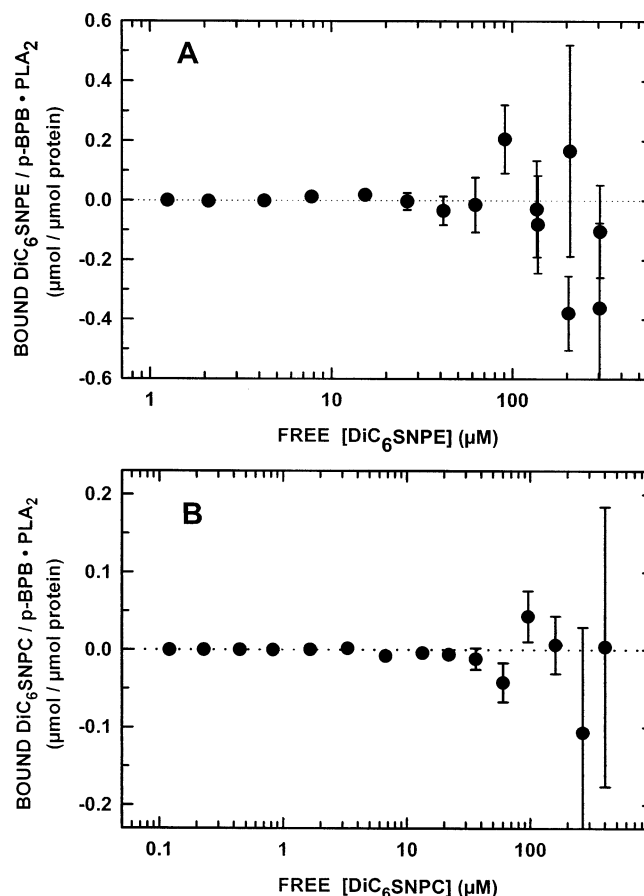 A
BOUND DiC₆SNPE / p-BPB • PLA₂
(µmol / µmol protein)
0.6
0.4
0.2
0.0
-0.2
-0.4
-0.6
1
10
100
FREE [DiC₆SNPE] (µM)
B
BOUND DiC₆SNPC / p-BPB • PLA₂
(µmol / µmol protein)
0.2
0.1
0.0
-0.1
-0.2
0.1
1
10
100
FREE [DiC₆SNPC] (µM)